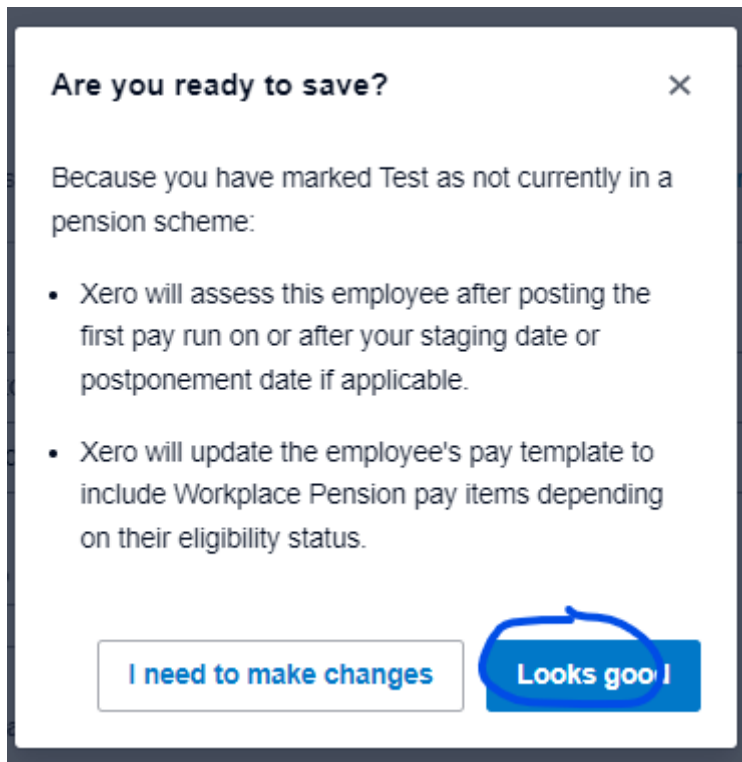 Are you ready to save?
Because you have marked Test as not currently in a
pension scheme:
• Xero will assess this employee after posting the
first pay run on or after your staging date or
postponement date if applicable.
• Xero will update the employee's pay template to
include Workplace Pension pay items depending
on their eligibility status.
I need to make changes
Looks good